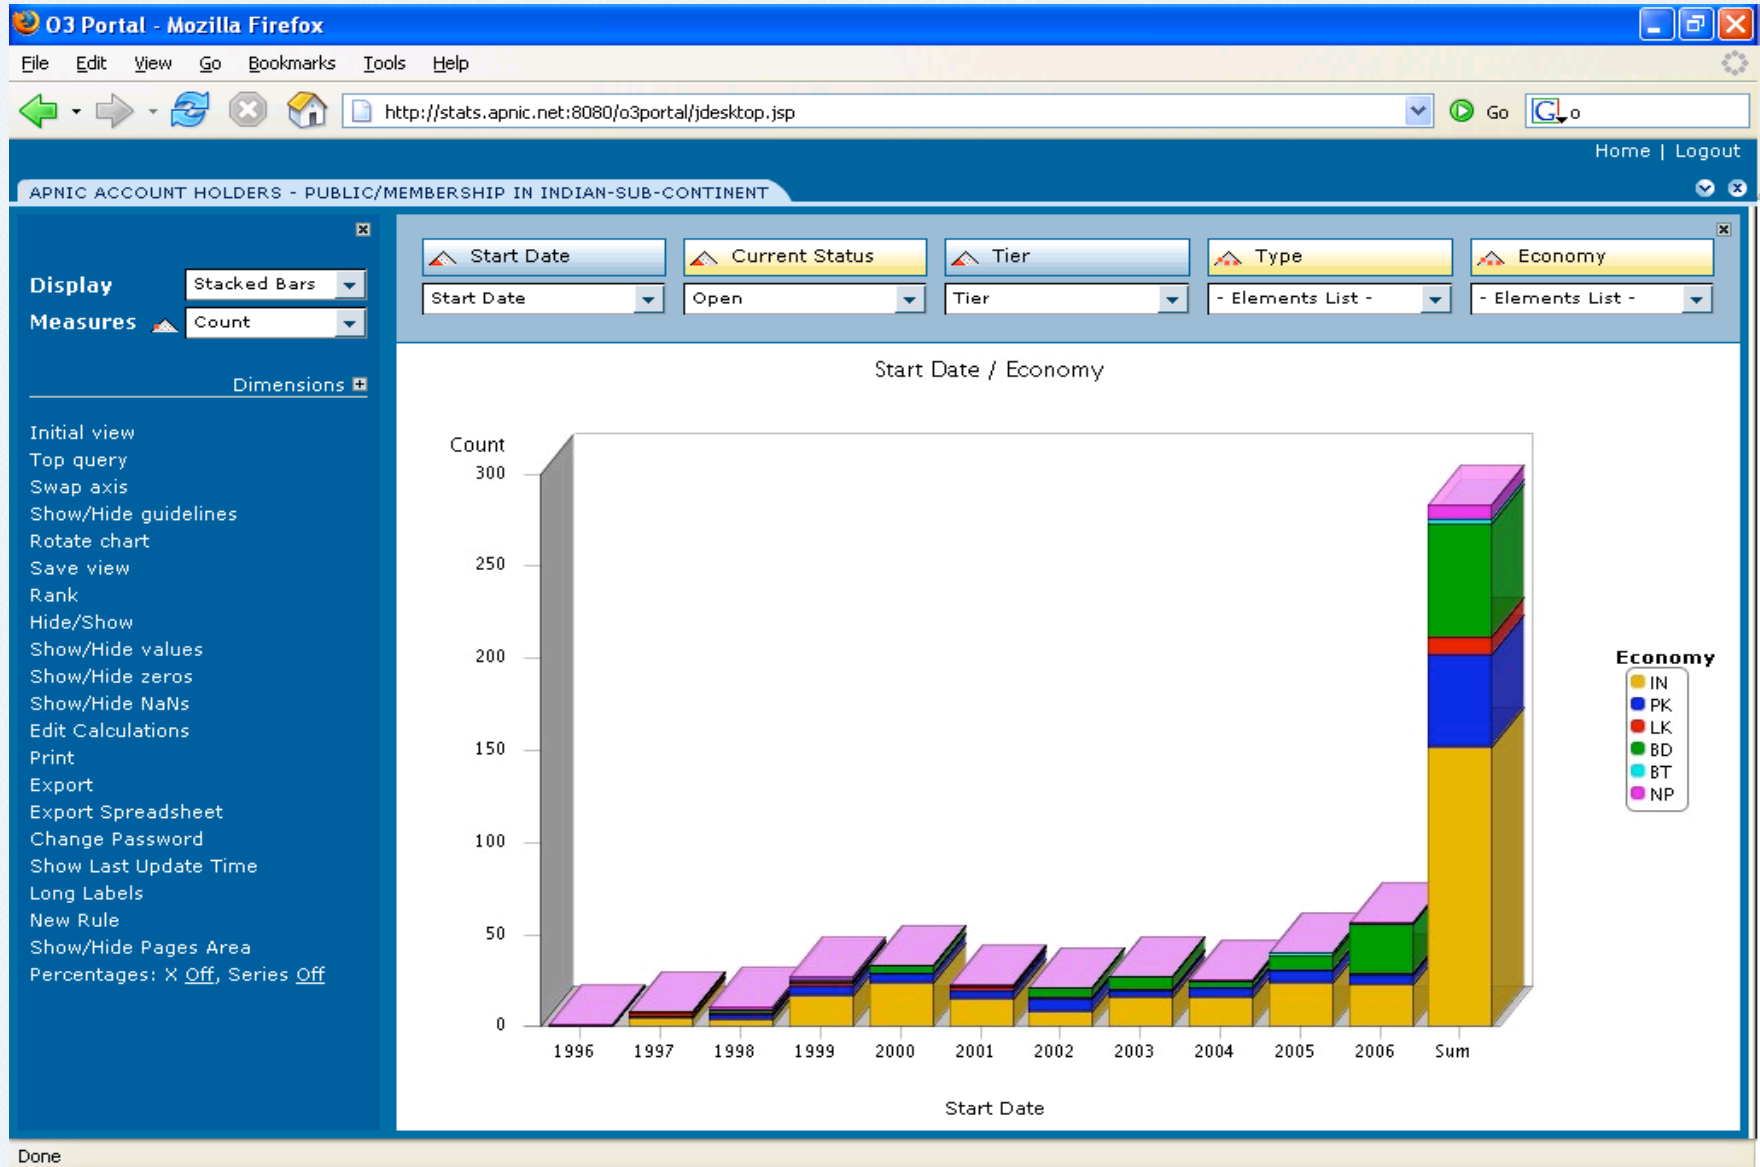 O3 Portal - Mozilla Firefox
File Edit View Go Bookmarks Tools Help
http://stats.apnic.net:8080/o3portal/jdesktop.jsp Go G o
Home | Logout
APNIC ACCOUNT HOLDERS - PUBLIC/MEMBERSHIP IN INDIAN-SUB-CONTINENT
Display Stacked Bars
Measures Count
Dimensions
Initial view
Top query
Swap axis
Show/Hide guidelines
Rotate chart
Save view
Rank
Hide/Show
Show/Hide values
Show/Hide zeros
Show/Hide NaNs
Edit Calculations
Print
Export
Export Spreadsheet
Change Password
Show Last Update Time
Long Labels
New Rule
Show/Hide Pages Area
Percentages: X Off, Series Off
Start Date Current Status Tier Type Economy
Start Date Open Tier - Elements List - - Elements List -
Start Date / Economy
Count
300
250
200
150
100
50
0
1996 1997 1998 1999 2000 2001 2002 2003 2004 2005 2006 Sum
Start Date
Economy
IN
PK
LK
BD
BT
NP
Done